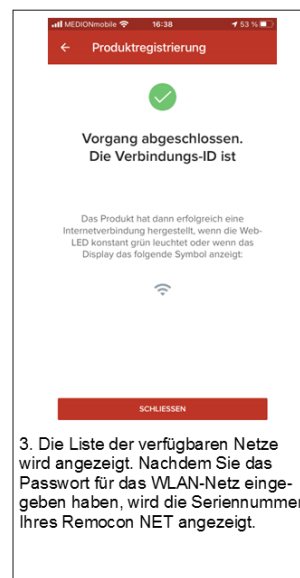 MEDIONmobile 16:38 53 %
← Produktregistrierung
Vorgang abgeschlossen.
Die Verbindungs-ID ist
Das Produkt hat dann erfolgreich eine
Internetverbindung hergestellt, wenn die Web-
LED konstant grün leuchtet oder wenn das
Display das folgende Symbol anzeigt:
SCHLIESSEN
3. Die Liste der verfügbaren Netze
wird angezeigt. Nachdem Sie das
Passwort für das WLAN-Netz einge-
geben haben, wird die Seriennummer
Ihres Remocon NET angezeigt.